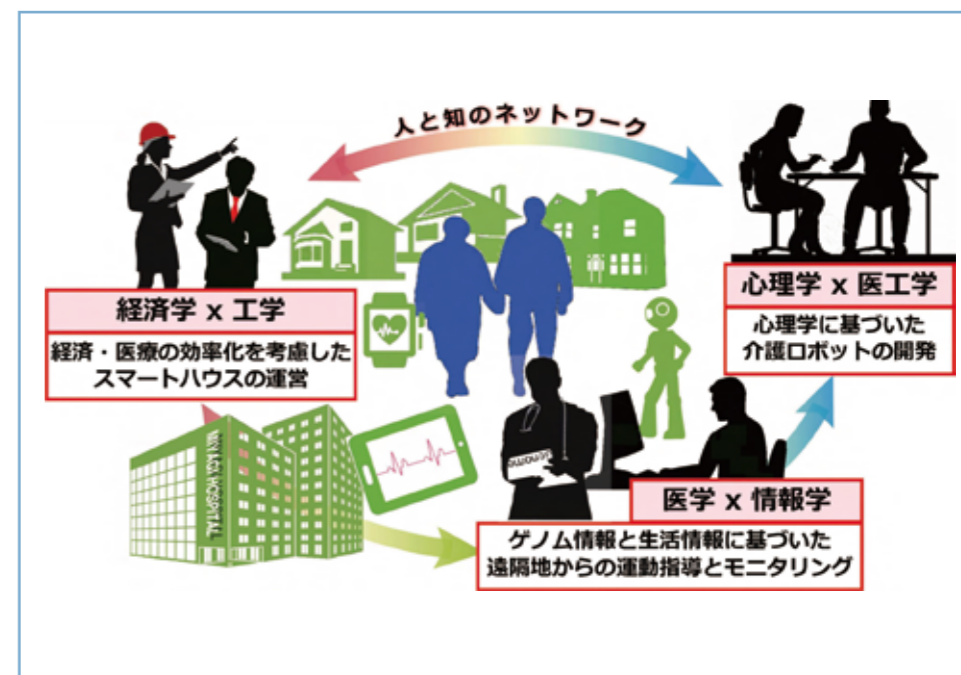 人と知のネットワーク
経済学 x 工学
経済・医療の効率化を考慮した
スマートハウスの運営
心理学 x 医工学
心理学に基づいた
介護ロボットの開発
HOSPITAL
医学 x 情報学
ゲノム情報と生活情報に基づいた
遠隔地からの運動指導とモニタリング